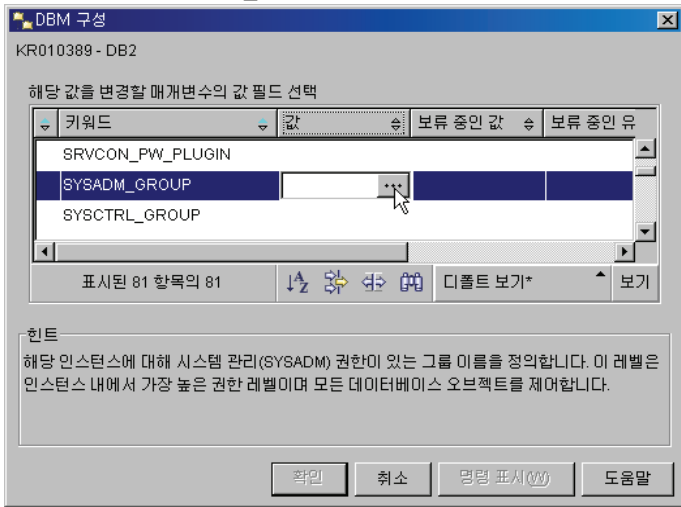 DBM 구성
KR010389 - DB2
해당 값을 변경할 매개변수의 값 필드 선택
키워드 값 보류 중인 값 보류 중인 유
SRVCON_PW_PLUGIN
SYSADM_GROUP ...
SYSCTRL_GROUP
표시된 81 항목의 81 디폴트 보기* 보기
힌트
해당 인스턴스에 대해 시스템 관리(SYSADM) 권한이 있는 그룹 이름을 정의합니다. 이 레벨은
인스턴스 내에서 가장 높은 권한 레벨이며 모든 데이터베이스 오브젝트를 제어합니다.
확인 취소 명령 표시(W) 도움말